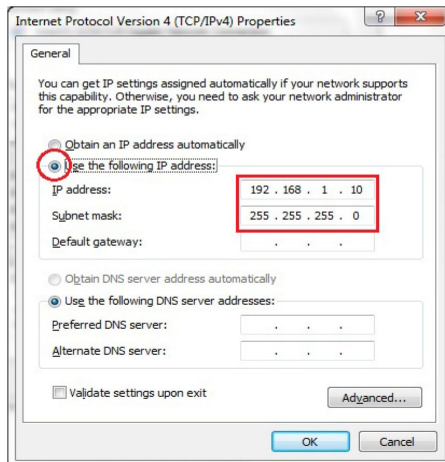 Internet Protocol Version 4 (TCP/IPv4) Properties
General
You can get IP settings assigned automatically if your network supports
this capability. Otherwise, you need to ask your network administrator
for the appropriate IP settings.
Obtain an IP address automatically
Use the following IP address:
IP address: 192 . 168 . 1 . 10
Subnet mask: 255 . 255 . 255 . 0
Default gateway: . . .
Obtain DNS server address automatically
Use the following DNS server addresses:
Preferred DNS server: . . .
Alternate DNS server: . . .
Validate settings upon exit
Advanced...
OK Cancel